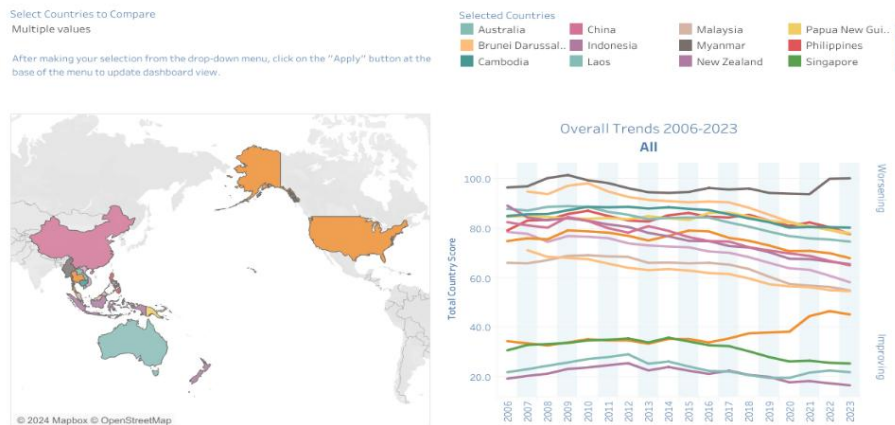 Select Countries to Compare
Multiple values
After making your selection from the drop-down menu, click on the "Apply" button at the
base of the menu to update dashboard view.
Selected Countries
Australia China Malaysia Papua New Gui..
Brunei Darussal.. Indonesia Myanmar Philippines
Cambodia Laos New Zealand Singapore
Overall Trends 2006-2023
All
Total Country Score
100.0
80.0
60.0
40.0
20.0
Worsening
Improving
2006 2007 2008 2009 2010 2011 2012 2013 2014 2015 2016 2017 2018 2019 2020 2021 2022 2023
© 2024 Mapbox © OpenStreetMap